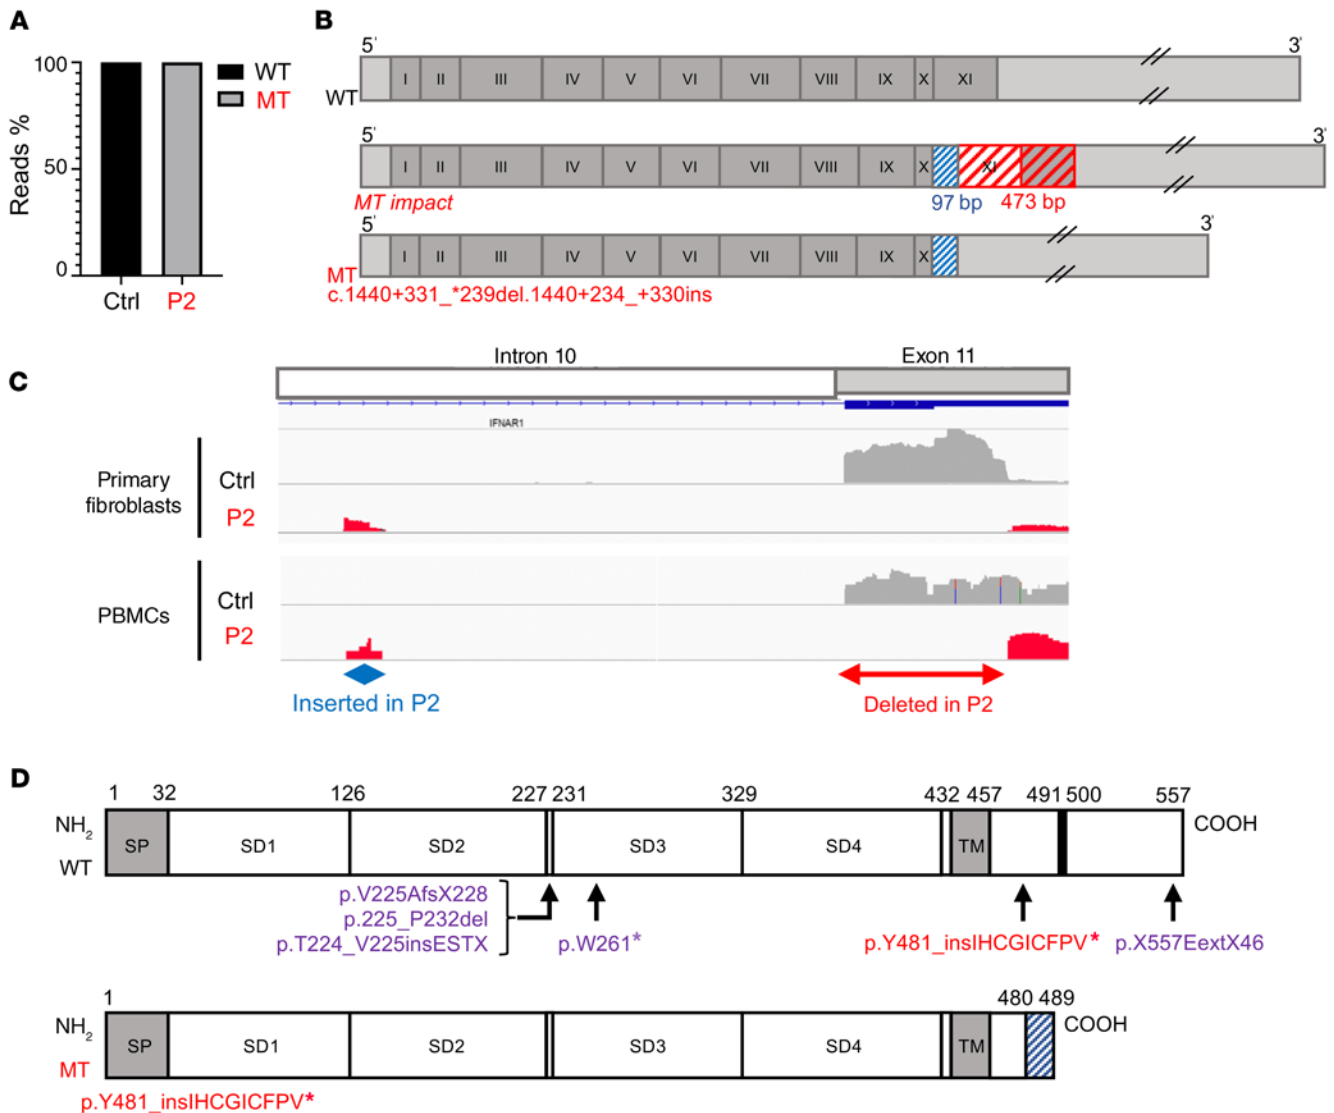 A
B
100
50
0
Reads %
WT
MT
Ctrl
P2
5'
3'
I II III IV V VI VII VIII IX X XI
WT
5'
3'
I II III IV V VI VII VIII IX X XI
MT impact
97 bp
473 bp
5'
3'
I II III IV V VI VII VIII IX X
MT
c.1440+331_*239del.1440+234_+330ins
C
Intron 10
Exon 11
IFNAR1
Primary
fibroblasts
Ctrl
P2
PBMCs
Ctrl
P2
Inserted in P2
Deleted in P2
D
1 32 126 227 231 329 432 457 491 500 557
NH2
WT
SP SD1 SD2 SD3 SD4 TM
COOH
p.V225AfsX228
p.225_P232del
p.T224_V225insESTX
p.W261*
p.Y481_insIHCGICFPV*
p.X557EextX46
1 480 489
NH2
MT
SP SD1 SD2 SD3 SD4 TM
COOH
p.Y481_insIHCGICFPV*